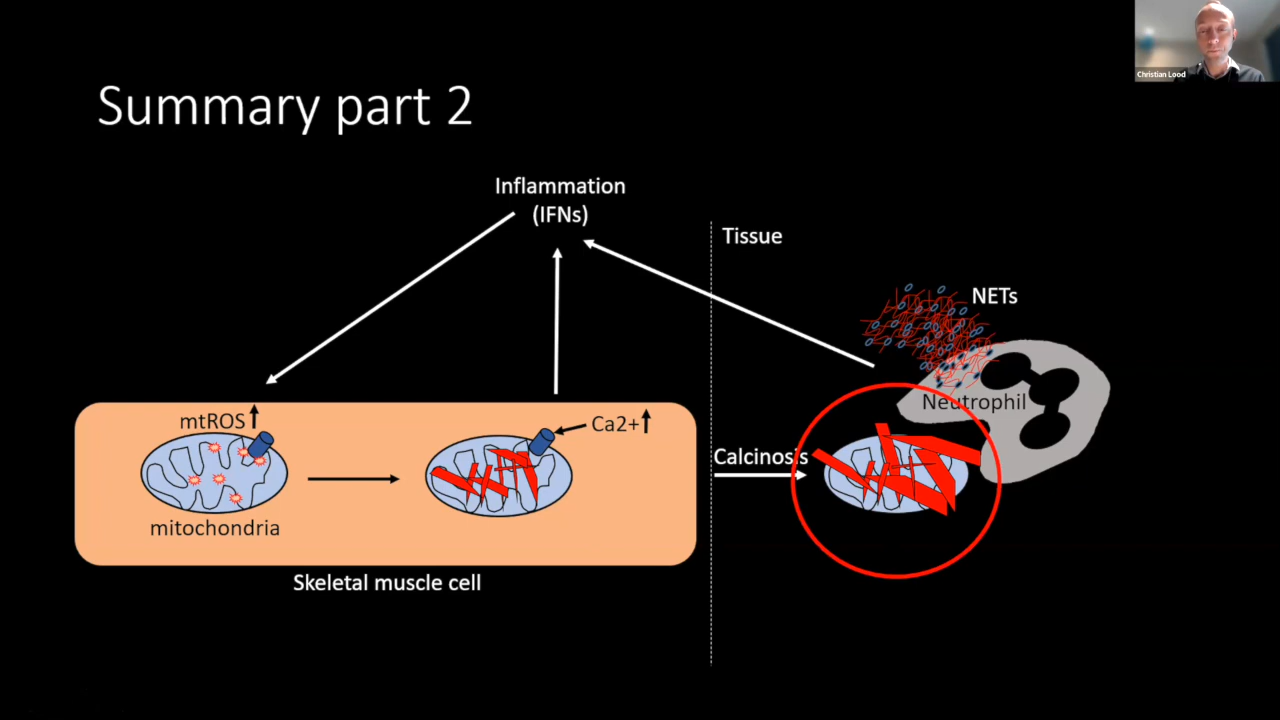 Christian Lood
Summary part 2
Inflammation
(IFNs)
Tissue
NETs
Neutrophil
mtROS
Ca2+
Calcinosis
mitochondria
Skeletal muscle cell